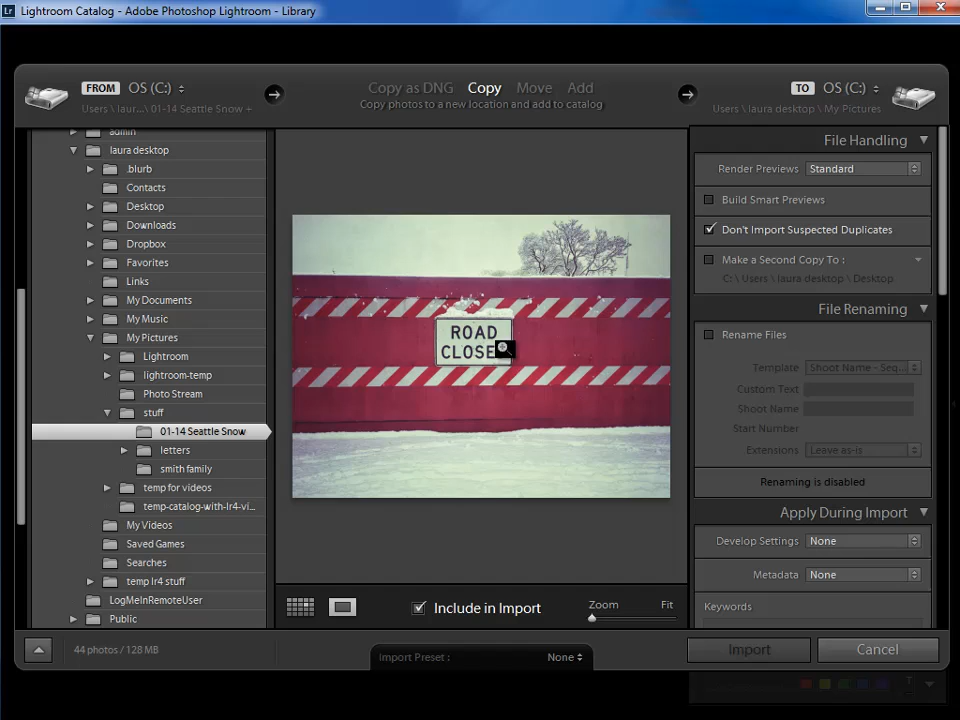 Lightroom Catalog - Adobe Photoshop Lightroom - Library
FROM OS (C:)
Users \ laur...\ 01-14 Seattle Snow +
Copy as DNG Copy Move Add
Copy photos to a new location and add to catalog
TO OS (C:)
Users \ laura desktop \ My Pictures
admin
laura desktop
.blurb
Contacts
Desktop
Downloads
Dropbox
Favorites
Links
My Documents
My Music
My Pictures
Lightroom
lightroom-temp
Photo Stream
stuff
01-14 Seattle Snow
letters
smith family
temp for videos
temp-catalog-with-lr4-vi...
My Videos
Saved Games
Searches
temp lr4 stuff
LogMeInRemoteUser
Public
44 photos / 128 MB
ROAD
CLOSE
Include in Import
Zoom Fit
Import Preset : None
File Handling
Render Previews Standard
Build Smart Previews
Don't Import Suspected Duplicates
Make a Second Copy To :
C: \ Users \ laura desktop \ Desktop
File Renaming
Rename Files
Template Shoot Name - Seq...
Custom Text
Shoot Name
Start Number
Extensions Leave as-is
Renaming is disabled
Apply During Import
Develop Settings None
Metadata None
Keywords
Import Cancel